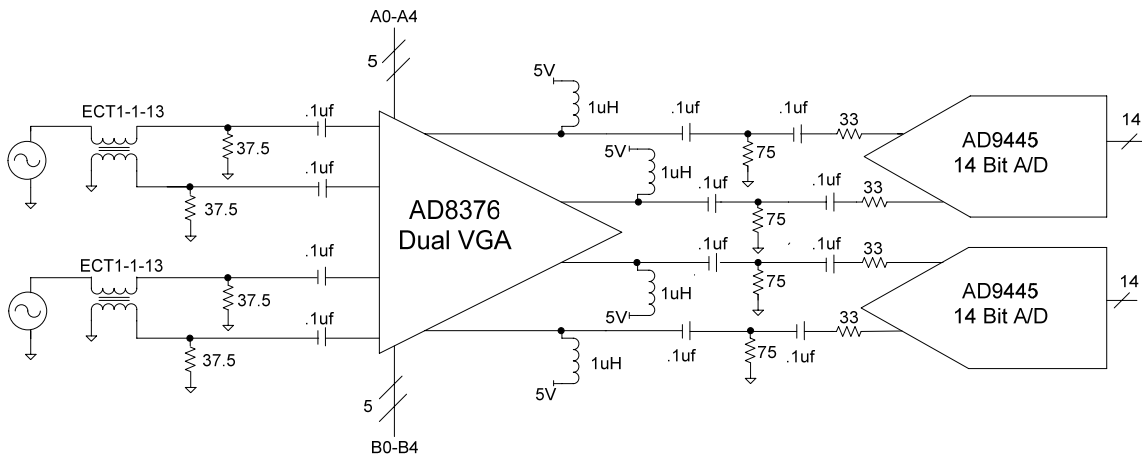 A0-A4
5
ECT1-1-13
.1uf
37.5
.1uf
37.5
ECT1-1-13
.1uf
37.5
.1uf
37.5
AD8376
Dual VGA
5
B0-B4
5V
1uH
.1uf
.1uf
33
75
5V
1uH
.1uf
.1uf
33
75
.1uf
.1uf
33
75
1uH
5V
33
.1uf
75
.1uf
1uH
5V
AD9445
14 Bit A/D
14
AD9445
14 Bit A/D
14